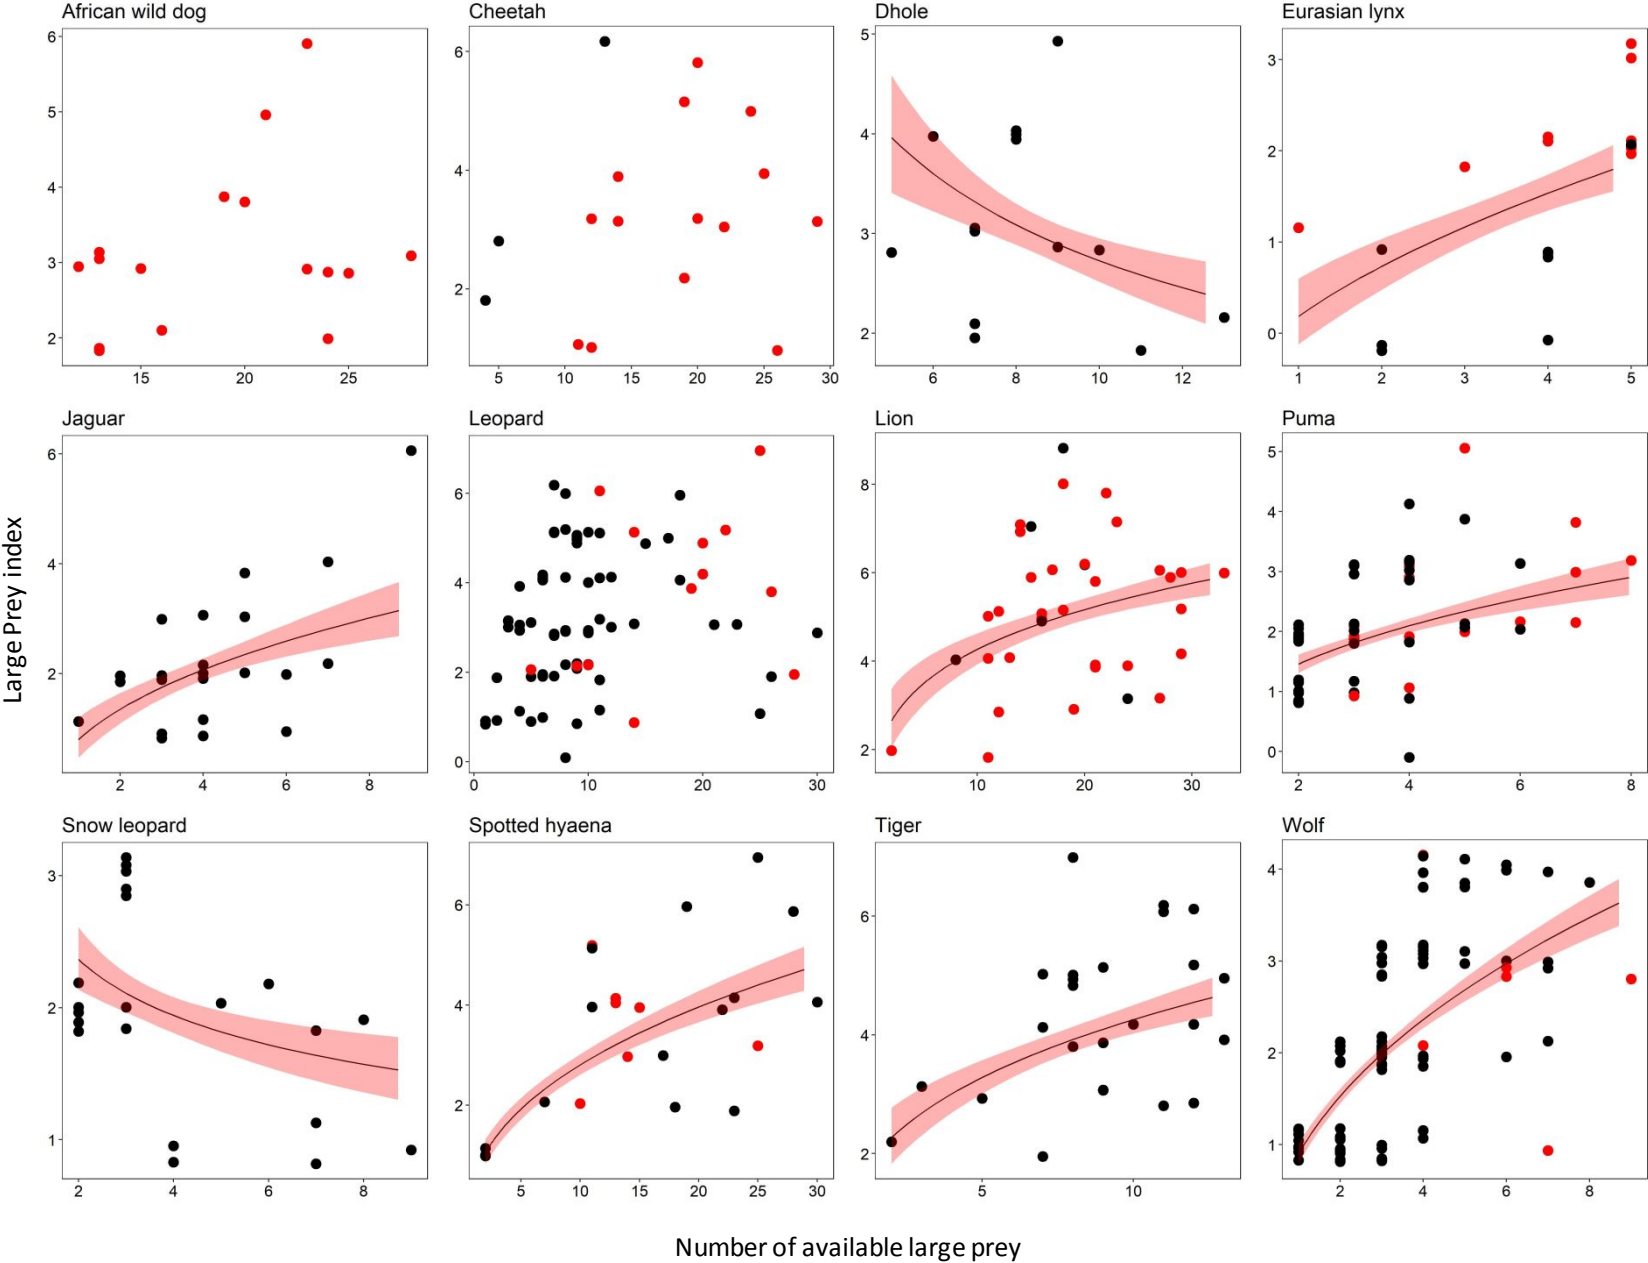 African wild dog
Cheetah
Dhole
Eurasian lynx
6
5
4
3
2
15 20 25
6
4
2
5 10 15 20 25 30
5
4
3
2
6 8 10 12
3
2
1
0
1 2 3 4 5
Jaguar
Leopard
Lion
Puma
6
4
2
2 4 6 8
6
4
2
0
0 10 20 30
8
6
4
2
10 20 30
5
4
3
2
1
0
2 4 6 8
Large Prey index
Snow leopard
Spotted hyaena
Tiger
Wolf
3
2
1
2 4 6 8
6
4
2
5 10 15 20 25 30
6
4
2
5 10
4
3
2
1
2 4 6 8
Number of available large prey